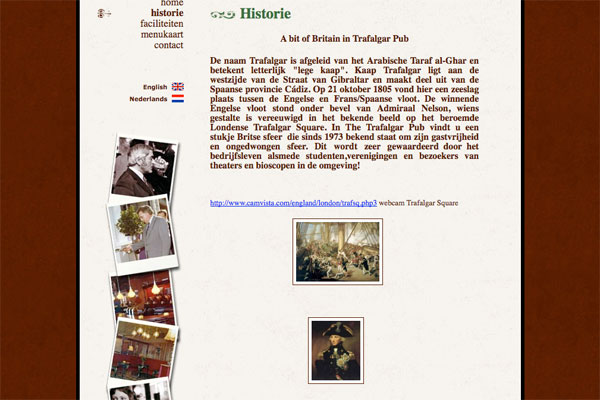 home
historie
faciliteiten
menukaart
contact
English
Nederlands
Historie
A bit of Britain in Trafalgar Pub
De naam Trafalgar is afgeleid van het Arabische Taraf al-Ghar en
betekent letterlijk "lege kaap". Kaap Trafalgar ligt aan de
westzijde van de Straat van Gibraltar en maakt deel uit van de
Spaanse provincie Cádiz. Op 21 oktober 1805 vond hier een zeeslag
plaats tussen de Engelse en Frans/Spaanse vloot. De winnende
Engelse vloot stond onder bevel van Admiraal Nelson, wiens
gestalte is vereeuwigd in het bekende beeld op het beroemde
Londense Trafalgar Square. In The Trafalgar Pub vindt u een
stukje Britse sfeer die sinds 1973 bekend staat om zijn gastvrijheid
en ongedwongen sfeer. Dit wordt zeer gewaardeerd door het
bedrijfsleven alsmede studenten,verenigingen en bezoekers van
theaters en bioscopen in de omgeving!
http://www.camvista.com/england/london/trafsq.php3 webcam Trafalgar Square